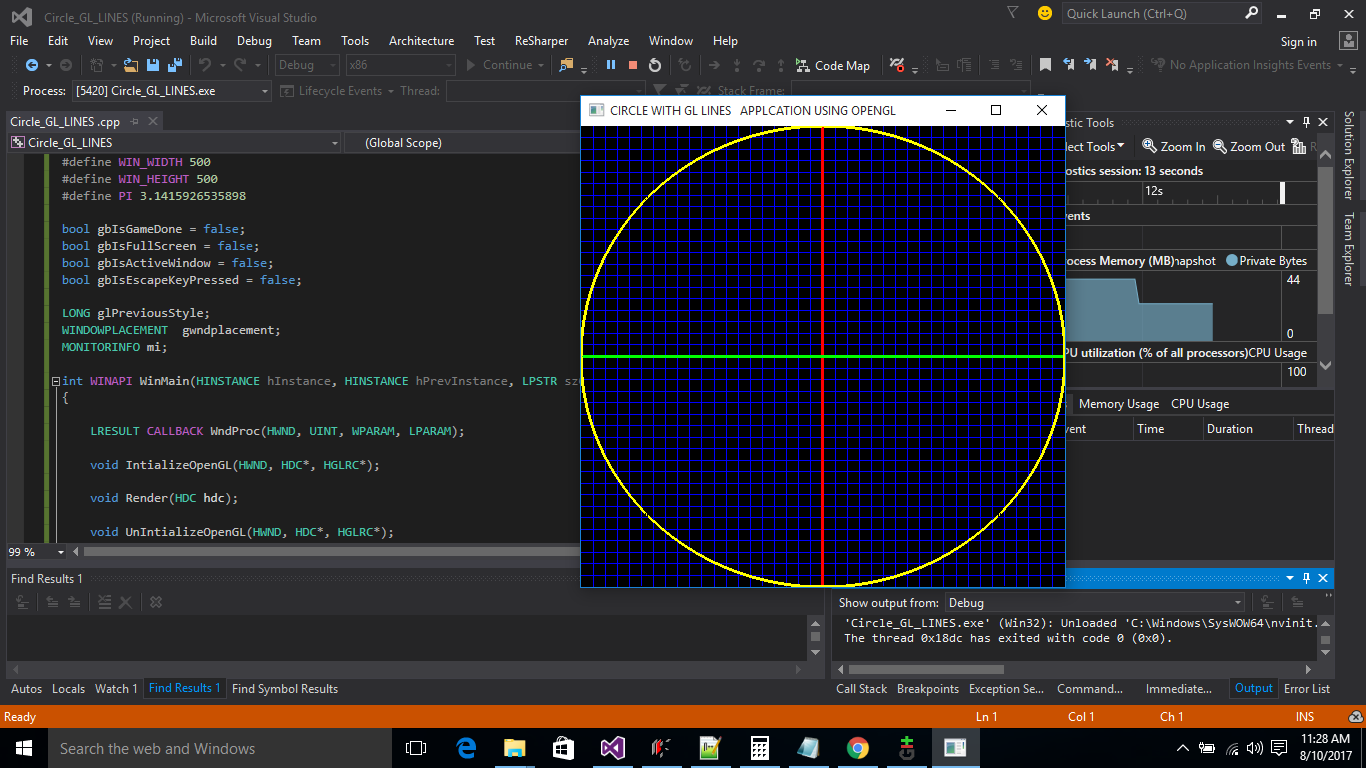 Circle_GL_LINES (Running) - Microsoft Visual Studio
Quick Launch (Ctrl+Q)
File Edit View Project Build Debug Team Tools Architecture Test ReSharper Analyze Window Help
Sign in
Debug x86 Continue Code Map No Application Insights Events
Process: [5420] Circle_GL_LINES.exe Lifecycle Events Thread: Stack Frame:
Circle_GL_LINES .cpp
Circle_GL_LINES (Global Scope)
#define WIN_WIDTH 500
#define WIN_HEIGHT 500
#define PI 3.1415926535898
bool gbIsGameDone = false;
bool gbIsFullScreen = false;
bool gbIsActiveWindow = false;
bool gbIsEscapeKeyPressed = false;
LONG glPreviousStyle;
WINDOWPLACEMENT  gwndplacement;
MONITORINFO mi;
int WINAPI WinMain(HINSTANCE hInstance, HINSTANCE hPrevInstance, LPSTR sz
{
LRESULT CALLBACK WndProc(HWND, UINT, WPARAM, LPARAM);
void IntializeOpenGL(HWND, HDC*, HGLRC*);
void Render(HDC hdc);
void UnIntializeOpenGL(HWND, HDC*, HGLRC*);
99 %
CIRCLE WITH GL LINES   APPLCATION USING OPENGL
stic Tools
lect Tools Zoom In Zoom Out R
ostics session: 13 seconds
12s
vents
rocess Memory (MB) napshot Private Bytes
44
0
PU utilization (% of all processors) CPU Usage
100
Memory Usage CPU Usage
vent Time Duration Thread
Solution Explorer
Team Explorer
Find Results 1
Show output from: Debug
'Circle_GL_LINES.exe' (Win32): Unloaded 'C:\Windows\SysWOW64\nvinit.
The thread 0x18dc has exited with code 0 (0x0).
Autos Locals Watch 1 Find Results 1 Find Symbol Results
Call Stack Breakpoints Exception Se... Command... Immediate... Output Error List
Ready Ln 1 Col 1 Ch 1 INS
Search the web and Windows
11:28 AM
8/10/2017